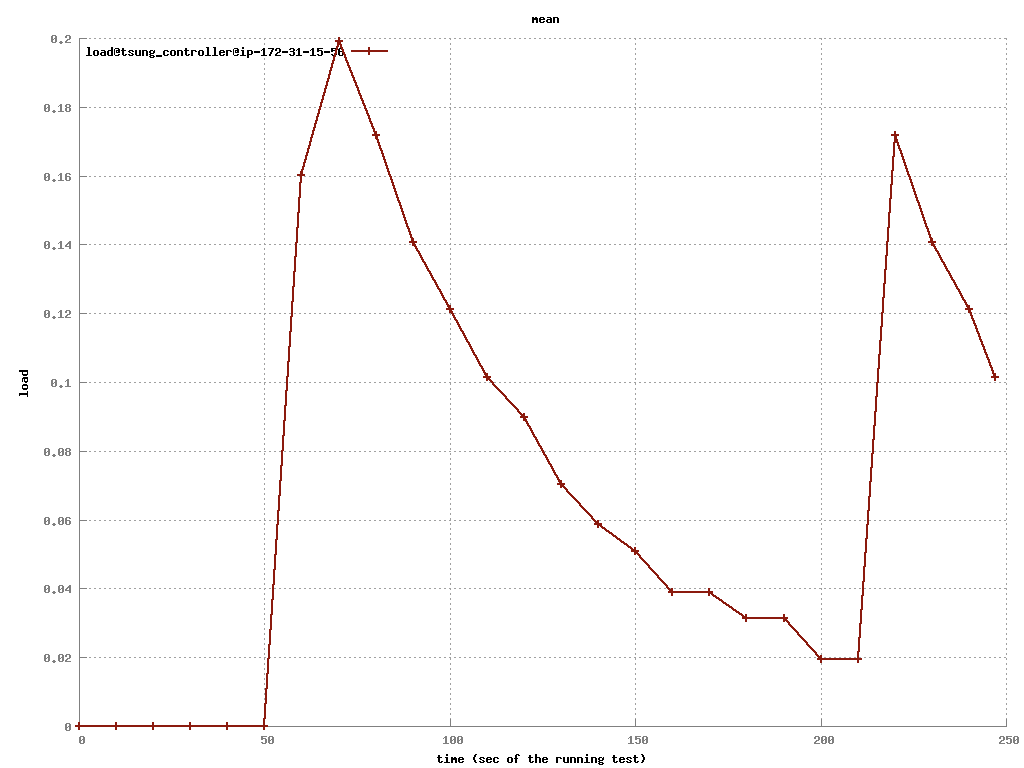 mean
load@tsung_controller@ip-172-31-15-56
0.2
0.18
0.16
0.14
0.12
0.1
0.08
0.06
0.04
0.02
0
load
0 50 100 150 200 250
time (sec of the running test)